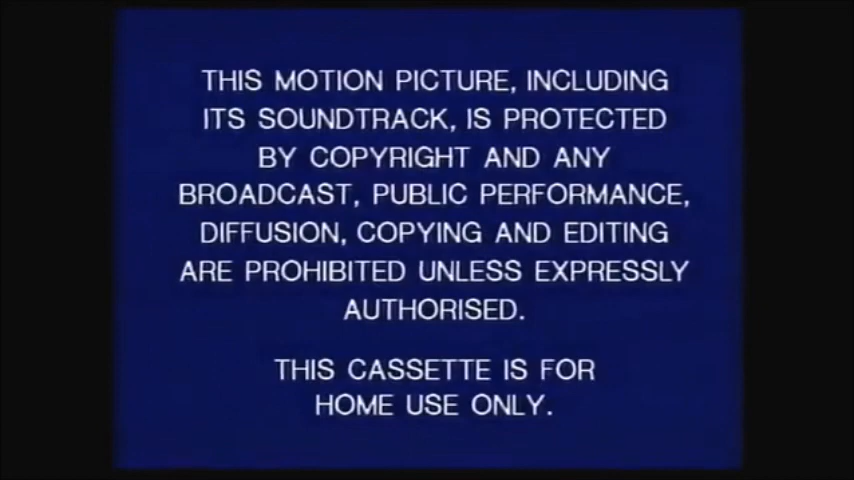 THIS MOTION PICTURE, INCLUDING
ITS SOUNDTRACK, IS PROTECTED
BY COPYRIGHT AND ANY
BROADCAST, PUBLIC PERFORMANCE,
DIFFUSION, COPYING AND EDITING
ARE PROHIBITED UNLESS EXPRESSLY
AUTHORISED.
THIS CASSETTE IS FOR
HOME USE ONLY.